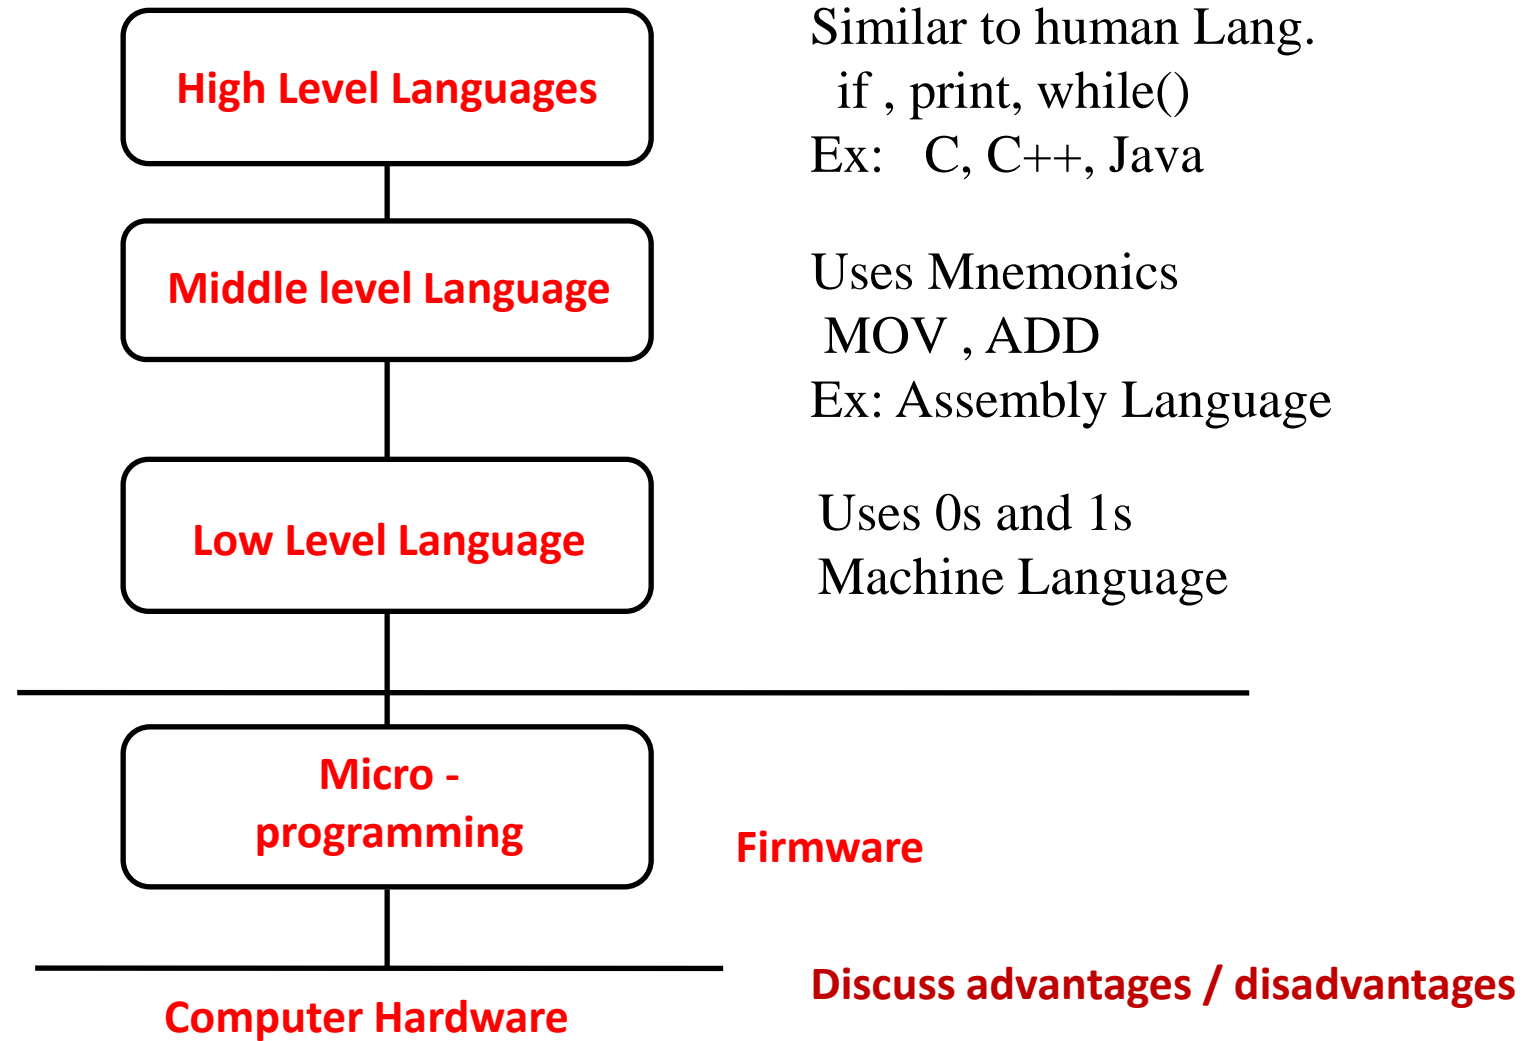 High Level Languages
Similar to human Lang.
if , print, while()
Ex: C, C++, Java
Middle level Language
Uses Mnemonics
MOV , ADD
Ex: Assembly Language
Low Level Language
Uses 0s and 1s
Machine Language
Micro -
programming
Firmware
Computer Hardware
Discuss advantages / disadvantages